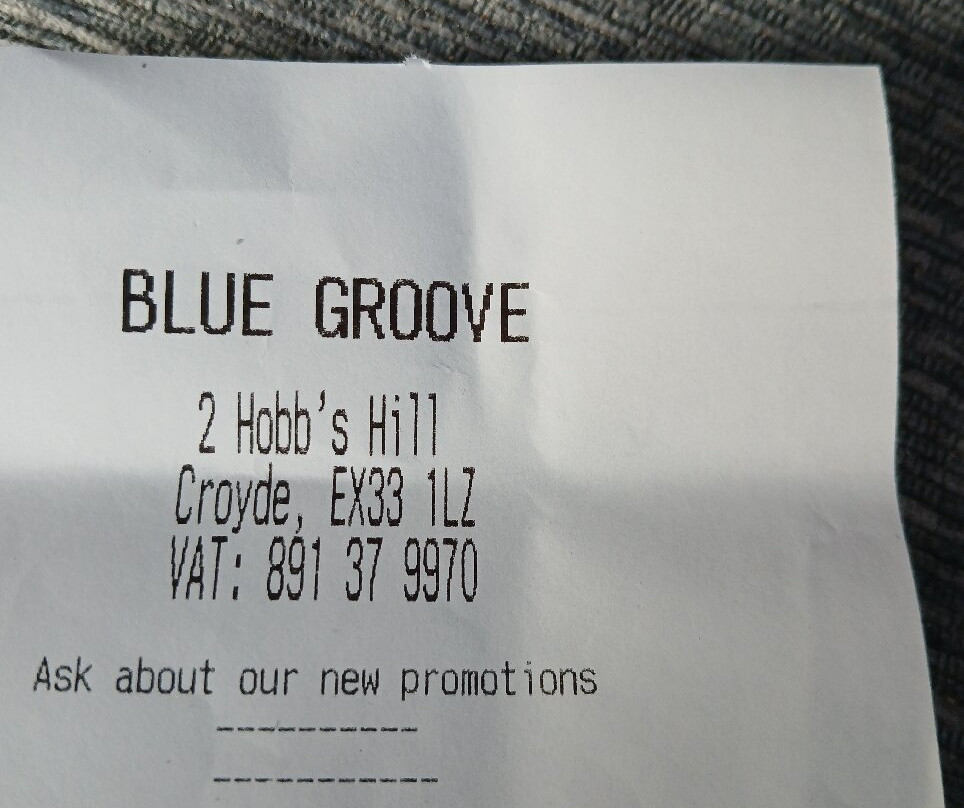 BLUE GROOVE
2 Hobb's Hill
Croyde, EX33 1LZ
VAT: 891 37 9970
Ask about our new promotions
----------
-----------